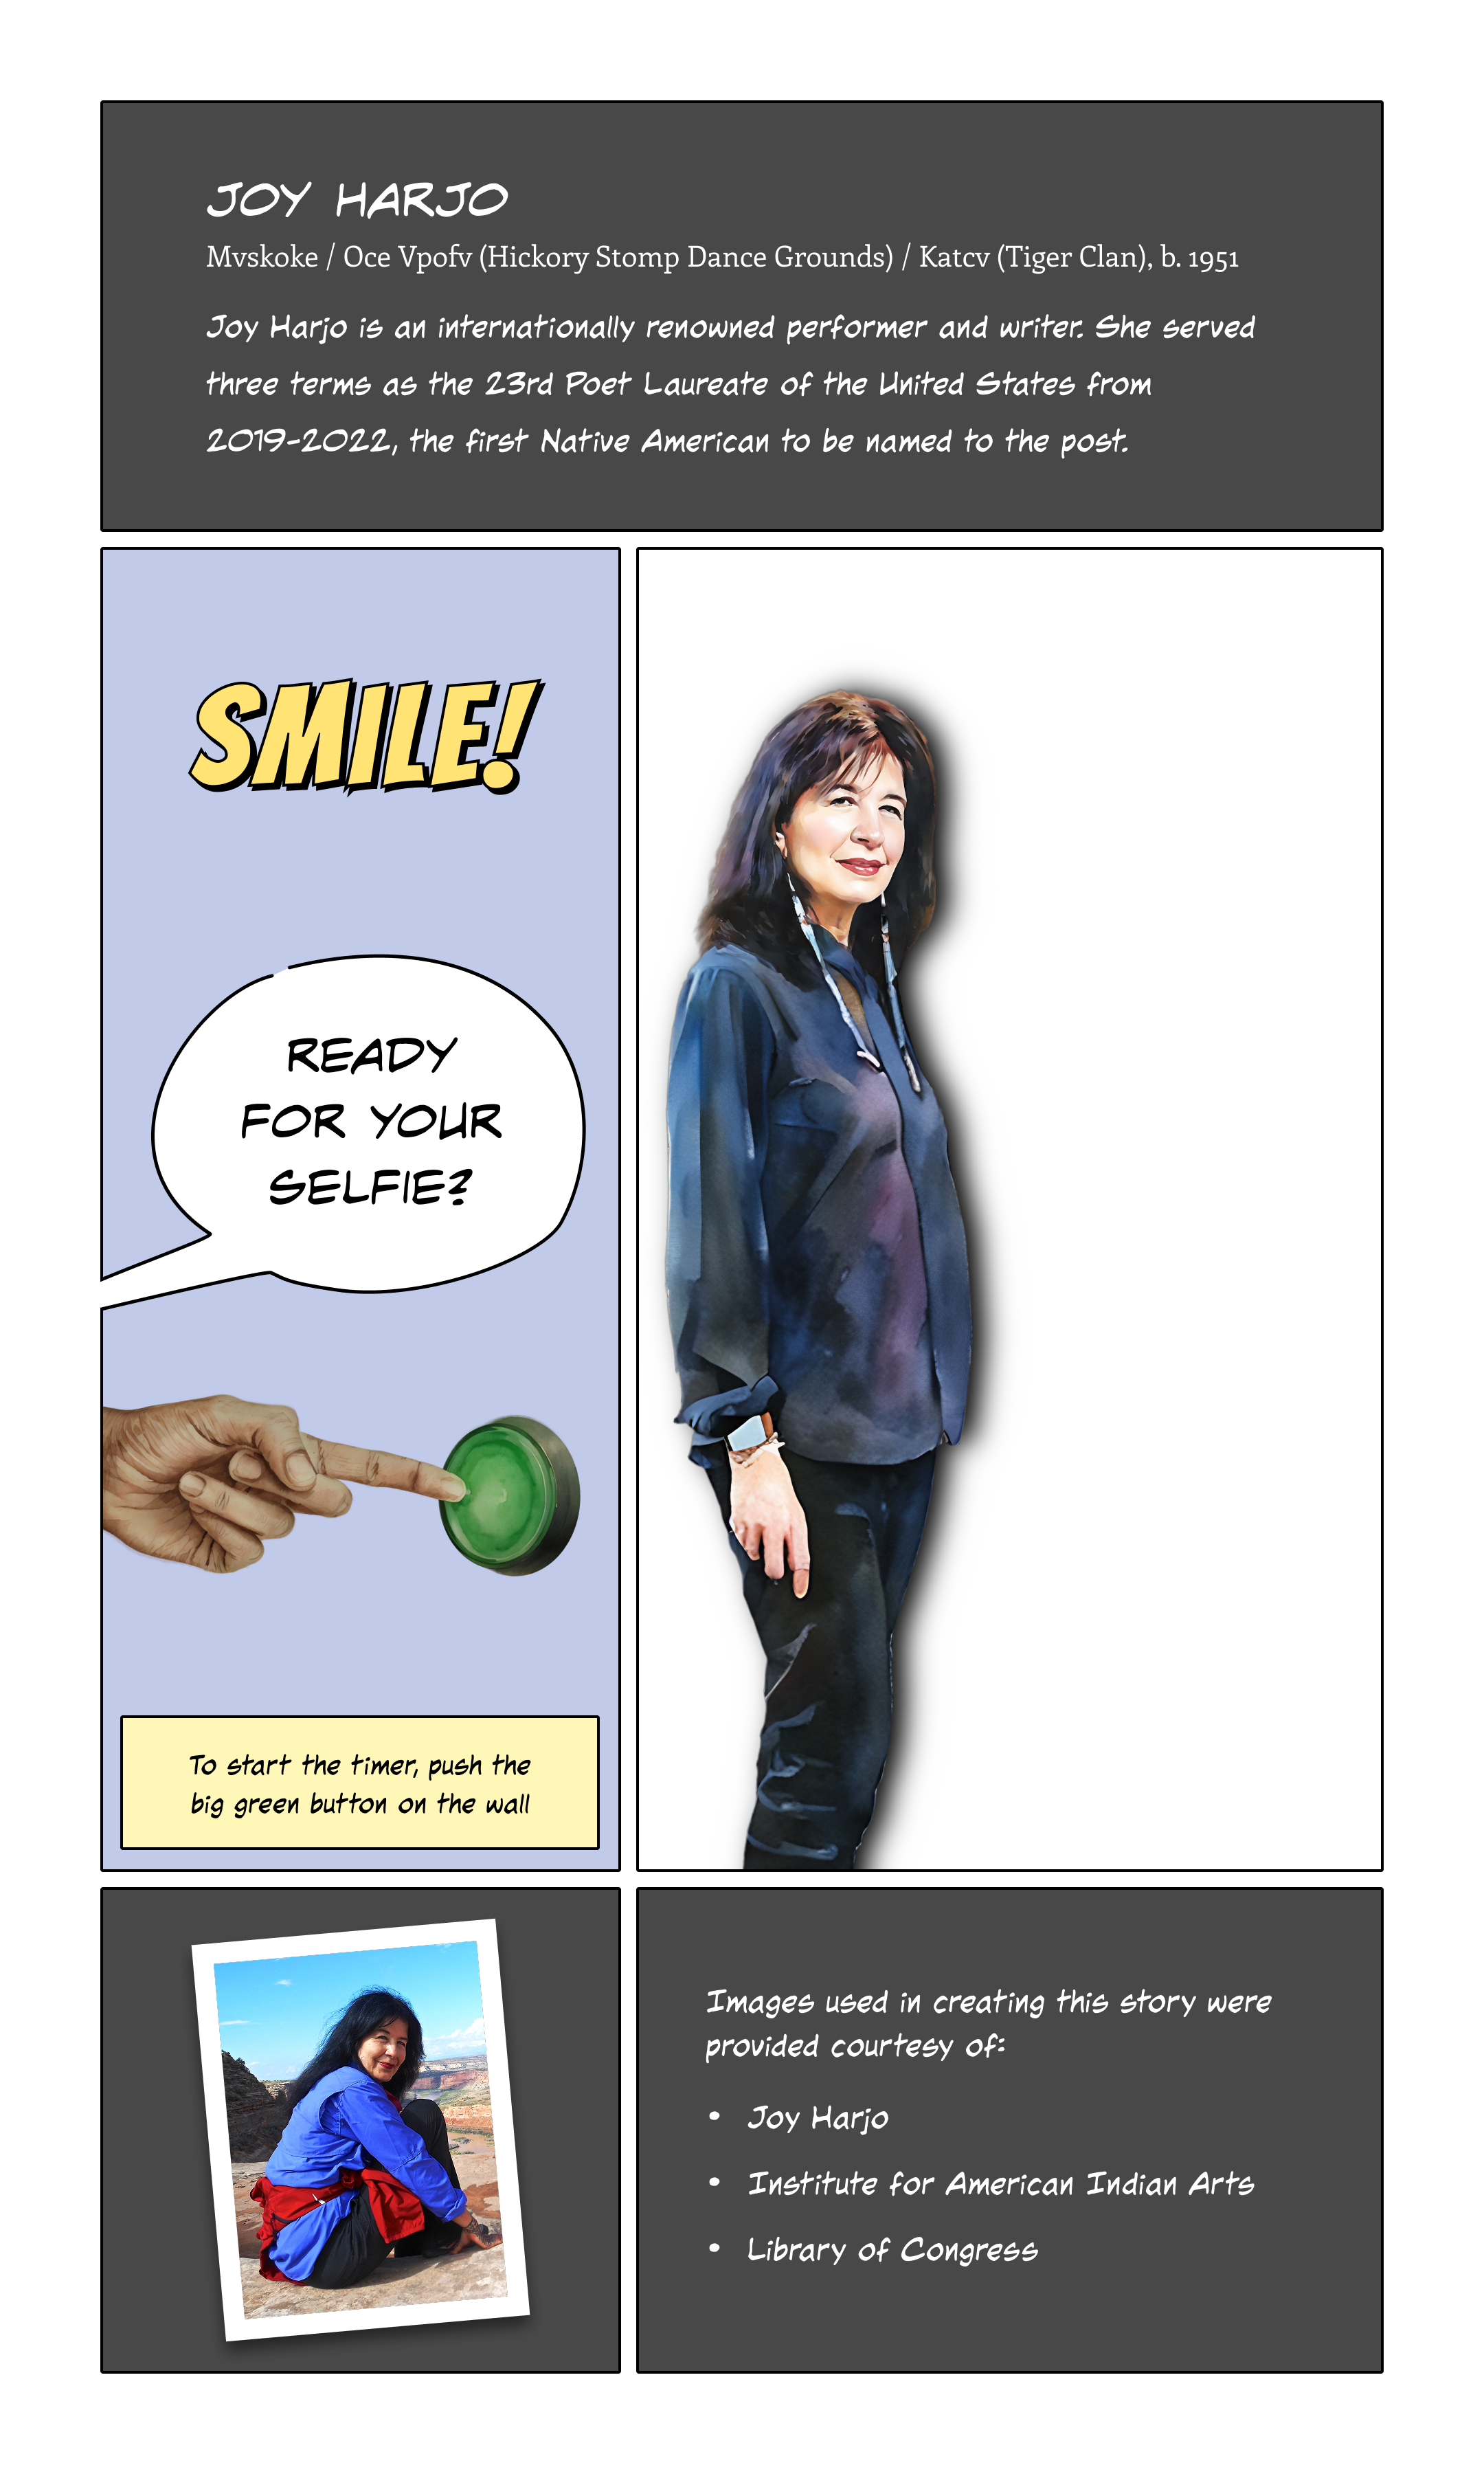 JOY HARJO
Mvskoke / Oce Vpofv (Hickory Stomp Dance Grounds) / Katcv (Tiger Clan), b. 1951
Joy Harjo is an internationally renowned performer and writer. She served
three terms as the 23rd Poet Laureate of the United States from
2019-2022, the first Native American to be named to the post.
SMILE!
READY
FOR YOUR
SELFIE?
To start the timer, push the
big green button on the wall
Images used in creating this story were
provided courtesy of:
• Joy Harjo
• Institute for American Indian Arts
• Library of Congress